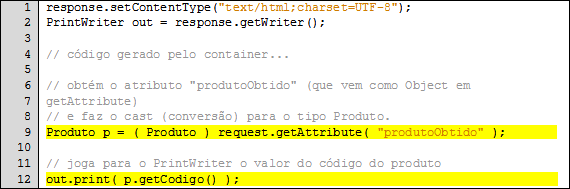 1 response.setContentType("text/html;charset=UTF-8");
2 PrintWriter out = response.getWriter();
3
4 // código gerado pelo container...
5
6 // obtém o atributo "produtoObtido" (que vem como Object em
7 getAttribute)
8 // e faz o cast (conversão) para o tipo Produto.
9 Produto p = ( Produto ) request.getAttribute( "produtoObtido" );
10
11 // joga para o PrintWriter o valor do código do produto
12 out.print( p.getCodigo() );